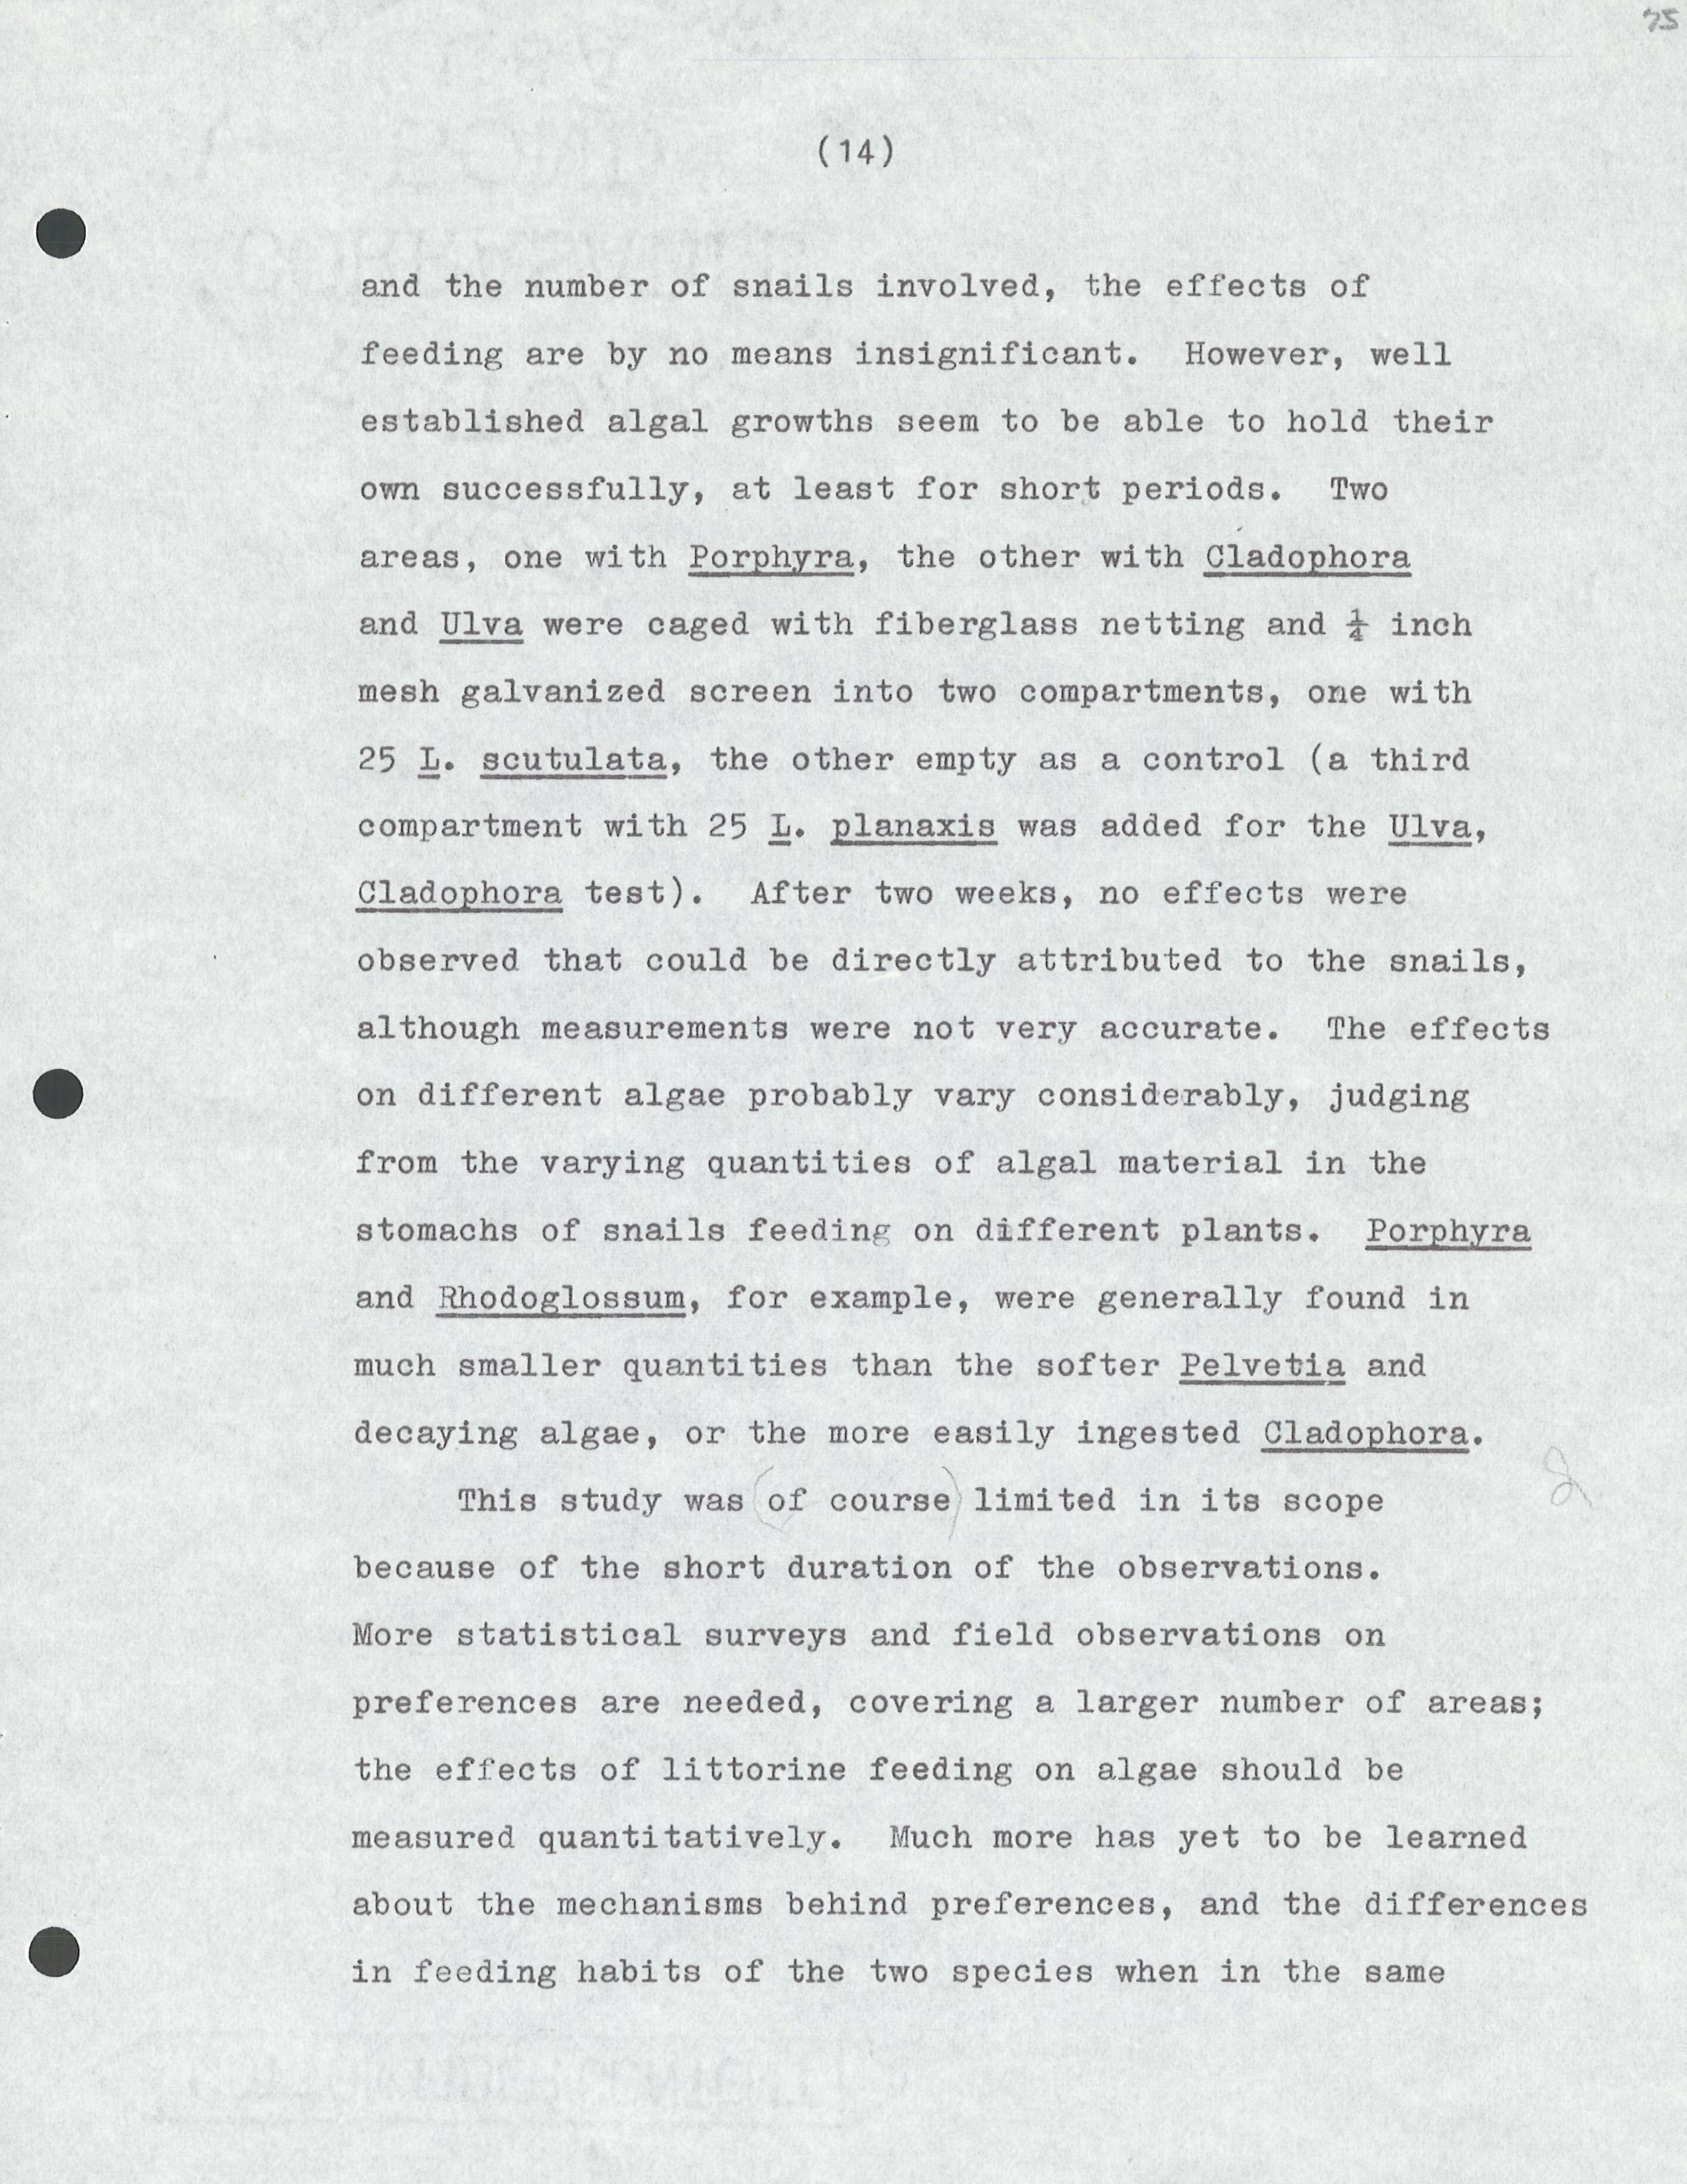 75
(14)
and the number of snails involved, the effects of
feeding are by no means insignificant. However, well
established algal growths seem to be able to hold their
own successfully, at least for short periods. Two
areas, one with Porphyra, the other with Cladophora
and Ulva were caged with fiberglass netting and ¼ inch
mesh galvanized screen into two compartments, one with
25 L. scutulata, the other empty as a control (a third
compartment with 25 L. planaxis was added for the Ulva,
Cladophora test). After two weeks, no effects were
observed that could be directly attributed to the snails,
although measurements were not very accurate. The effects
on different algae probably vary considerably, judging
from the varying quantities of algal material in the
stomachs of snails feeding on different plants. Porphyra
and Rhodoglossum, for example, were generally found in
much smaller quantities than the softer Pelvetia and
decaying algae, or the more easily ingested Cladophora.
This study was (of course) limited in its scope
because of the short duration of the observations.
More statistical surveys and field observations on
preferences are needed, covering a larger number of areas;
the effects of littorine feeding on algae should be
measured quantitatively. Much more has yet to be learned
about the mechanisms behind preferences, and the differences
in feeding habits of the two species when in the same